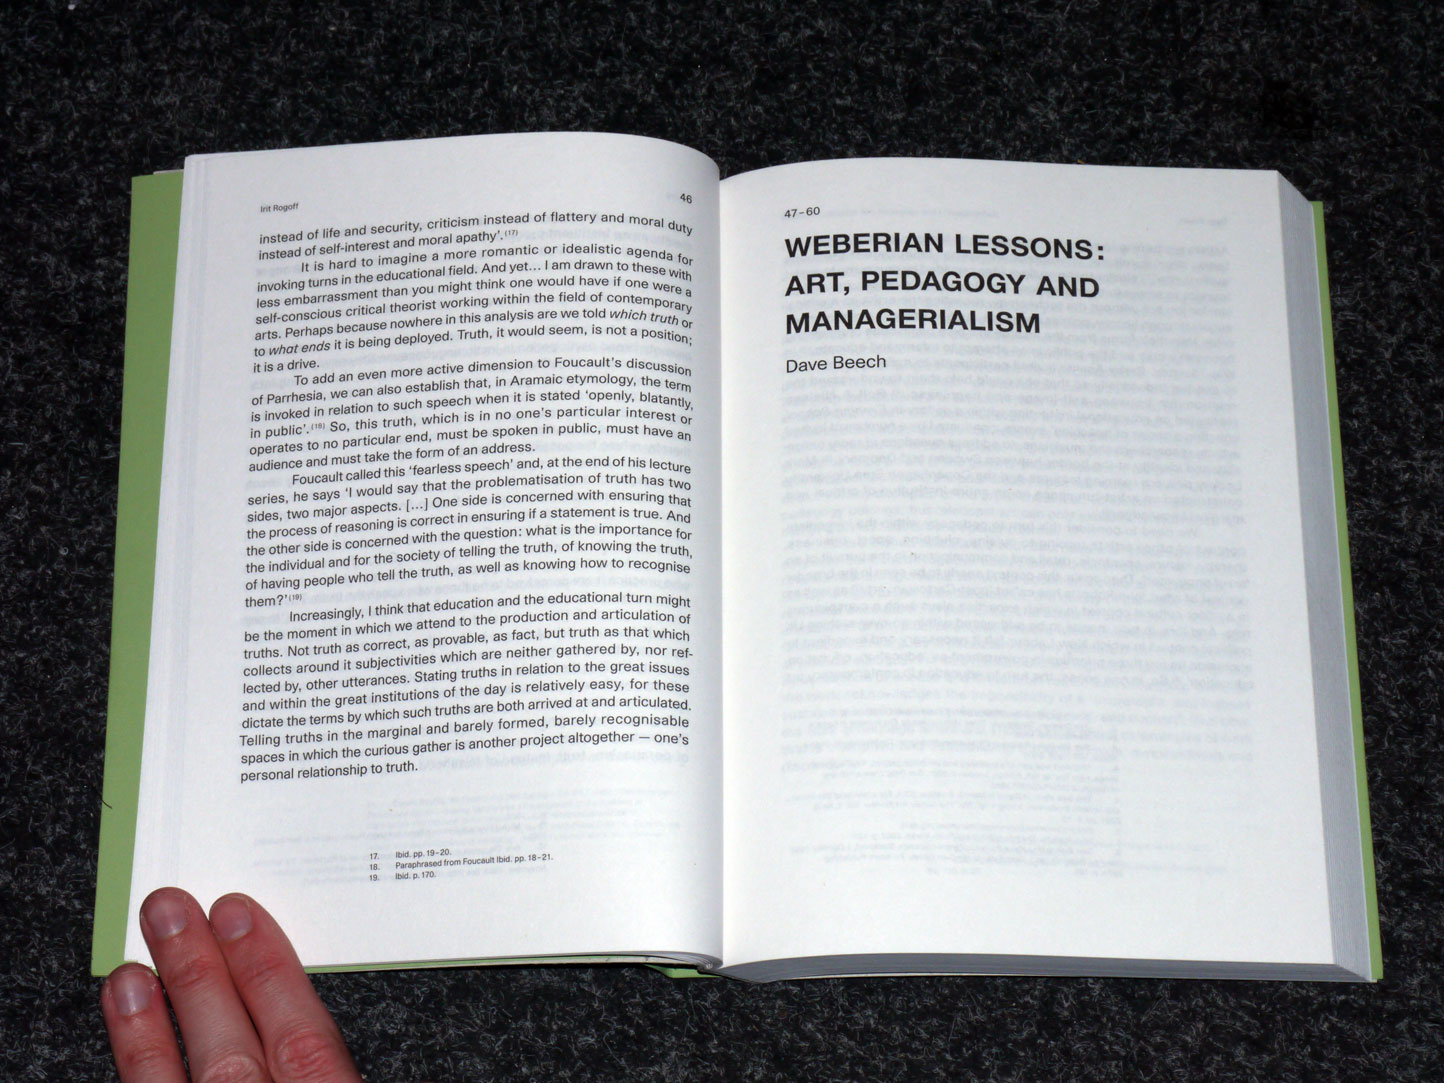 Irit Rogoff
46
instead of life and security, criticism instead of flattery and moral duty
instead of self-interest and moral apathy’.(17)
It is hard to imagine a more romantic or idealistic agenda for
invoking turns in the educational field. And yet… I am drawn to these with
less embarrassment than you might think one would have if one were a
self-conscious critical theorist working within the field of contemporary
arts. Perhaps because nowhere in this analysis are we told which truth or
to what ends it is being deployed. Truth, it would seem, is not a position;
it is a drive.
To add an even more active dimension to Foucault’s discussion
of Parrhesia, we can also establish that, in Aramaic etymology, the term
is invoked in relation to such speech when it is stated ‘openly, blatantly,
in public’.(18) So, this truth, which is in no one’s particular interest or
operates to no particular end, must be spoken in public, must have an
audience and must take the form of an address.
Foucault called this ‘fearless speech’ and, at the end of his lecture
series, he says ‘I would say that the problematisation of truth has two
sides, two major aspects. […] One side is concerned with ensuring that
the process of reasoning is correct in ensuring if a statement is true. And
the other side is concerned with the question: what is the importance for
the individual and for the society of telling the truth, of knowing the truth,
of having people who tell the truth, as well as knowing how to recognise
them?’(19)
Increasingly, I think that education and the educational turn might
be the moment in which we attend to the production and articulation of
truths. Not truth as correct, as provable, as fact, but truth as that which
collects around it subjectivities which are neither gathered by, nor ref-
lected by, other utterances. Stating truths in relation to the great issues
and within the great institutions of the day is relatively easy, for these
dictate the terms by which such truths are both arrived at and articulated.
Telling truths in the marginal and barely formed, barely recognisable
spaces in which the curious gather is another project altogether — one’s
personal relationship to truth.
17. Ibid. pp. 19–20.
18. Paraphrased from Foucault Ibid. pp. 18–21.
19. Ibid. p. 170.
47–60
WEBERIAN LESSONS:
ART, PEDAGOGY AND
MANAGERIALISM
Dave Beech